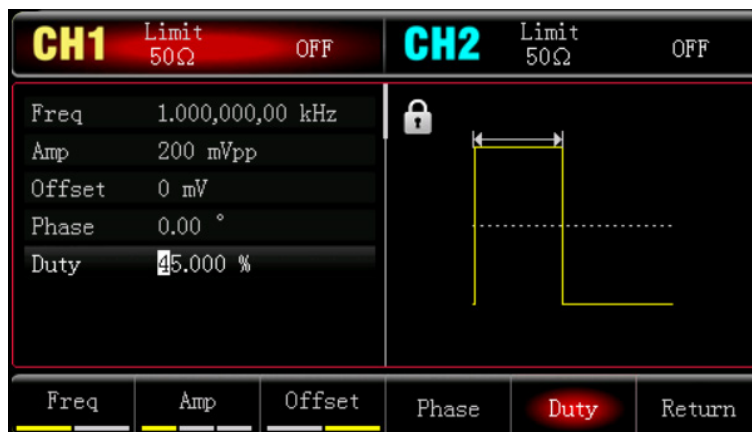 CH1 Limit 50Ω OFF
CH2 Limit 50Ω OFF
Freq 1.000,000,00 kHz
Amp 200 mVpp
Offset 0 mV
Phase 0.00 °
Duty 45.000 %
Freq Amp Offset Phase Duty Return